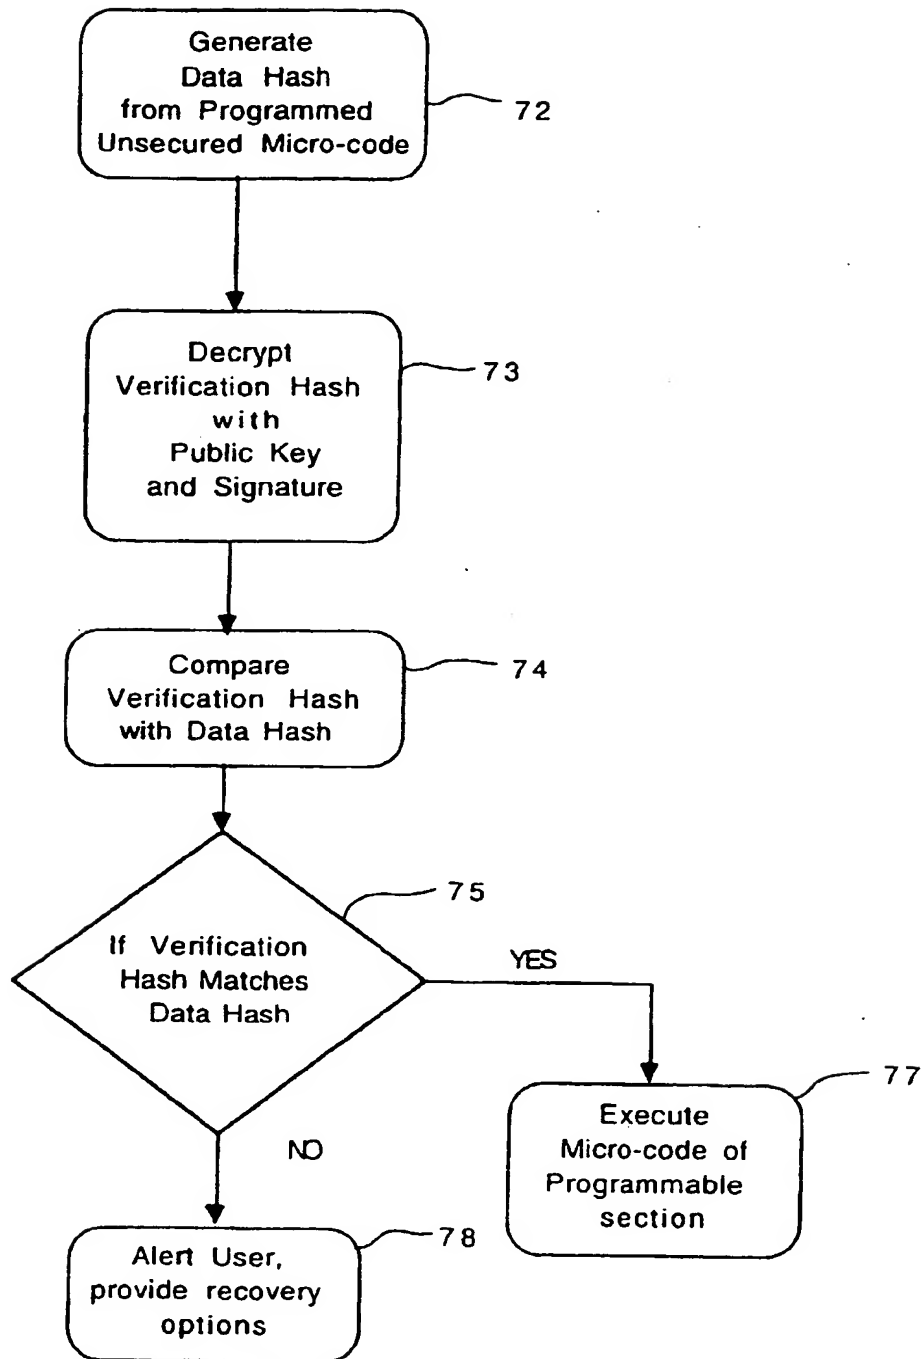 Generate
Data Hash
from Programmed
Unsecured Micro-code
72
Decrypt
Verification Hash
with
Public Key
and Signature
73
Compare
Verification Hash
with Data Hash
74
75
If Verification
Hash Matches
Data Hash
YES
77
Execute
Micro-code of
Programmable
section
NO
78
Alert User,
provide recovery
options